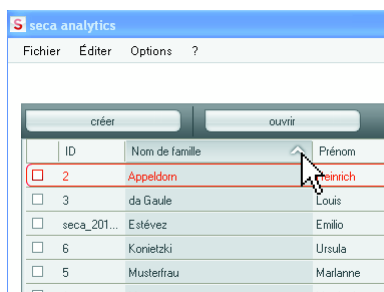 S seca analytics
Fichier Éditer Options ?
créer ouvrir
ID Nom de famille Prénom
2 Appeldorn Heinrich
3 da Gaule Louis
seca_201... Estévez Emilio
6 Konietzki Ursula
5 Musterfrau Marlanne